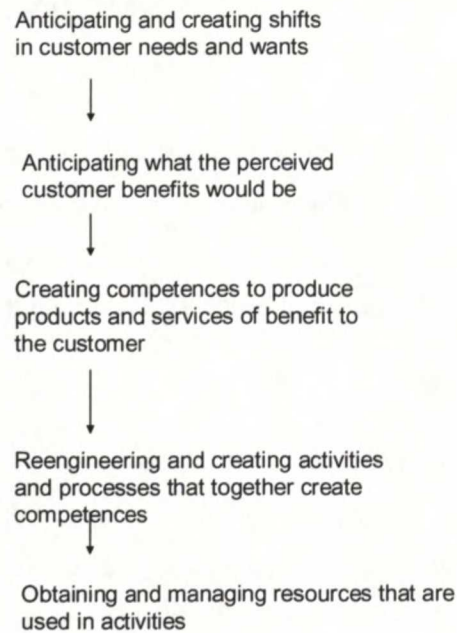 Anticipating and creating shifts
in customer needs and wants
Anticipating what the perceived
customer benefits would be
Creating competences to produce
products and services of benefit to
the customer
Reengineering and creating activities
and processes that together create
competences
Obtaining and managing resources that are
used in activities